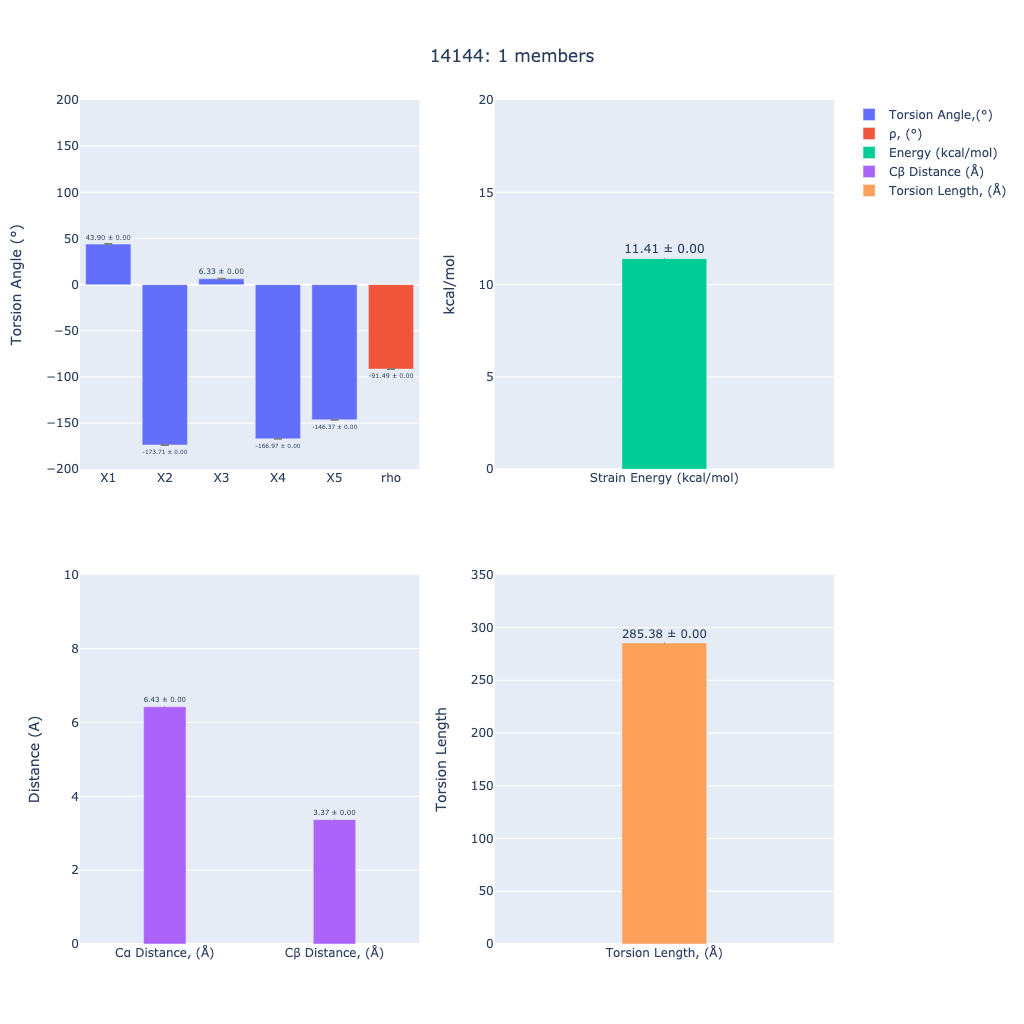 14144: 1 members
Torsion Angle (°)
200
150
100
50
0
−50
−100
−150
−200
43.90 ± 0.00
-173.71 ± 0.00
6.33 ± 0.00
-166.97 ± 0.00
-146.37 ± 0.00
-91.49 ± 0.00
X1 X2 X3 X4 X5 rho
kcal/mol
20
15
10
5
0
11.41 ± 0.00
Strain Energy (kcal/mol)
Torsion Angle,(°)
ρ, (°)
Energy (kcal/mol)
Cβ Distance (Å)
Torsion Length, (Å)
Distance (A)
10
8
6
4
2
0
6.43 ± 0.00
3.37 ± 0.00
Cα Distance, (Å) Cβ Distance, (Å)
Torsion Length
350
300
250
200
150
100
50
0
285.38 ± 0.00
Torsion Length, (Å)